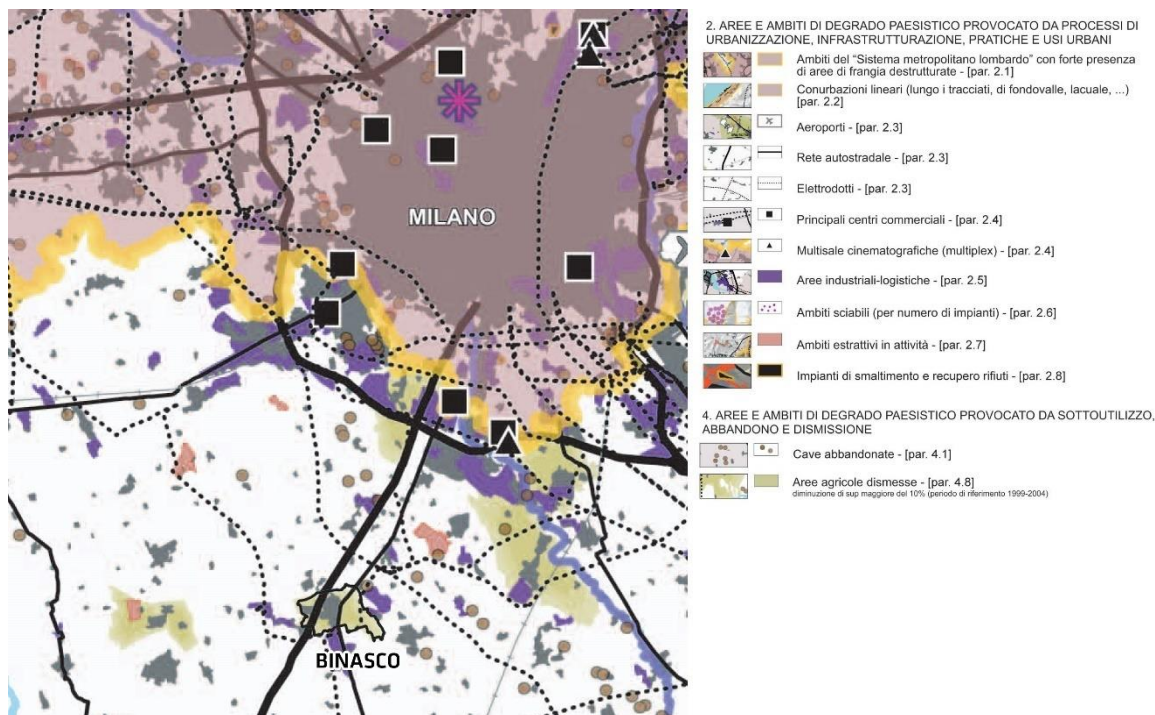 MILANO
BINASCO
2. AREE E AMBITI DI DEGRADO PAESISTICO PROVOCATO DA PROCESSI DI
URBANIZZAZIONE, INFRASTRUTTURAZIONE, PRATICHE E USI URBANI
Ambiti del "Sistema metropolitano lombardo" con forte presenza
di aree di frangia destrutturate - [par. 2.1]
Conurbazioni lineari (lungo i tracciati, di fondovalle, lacuale, ...)
[par. 2.2]
Aeroporti - [par. 2.3]
Rete autostradale - [par. 2.3]
Elettrodotti - [par. 2.3]
Principali centri commerciali - [par. 2.4]
Multisale cinematografiche (multiplex) - [par. 2.4]
Aree industriali-logistiche - [par. 2.5]
Ambiti sciabili (per numero di impianti) - [par. 2.6]
Ambiti estrattivi in attività - [par. 2.7]
Impianti di smaltimento e recupero rifiuti - [par. 2.8]
4. AREE E AMBITI DI DEGRADO PAESISTICO PROVOCATO DA SOTTOUTILIZZO,
ABBANDONO E DISMISSIONE
Cave abbandonate - [par. 4.1]
Aree agricole dismesse - [par. 4.8]
diminuzione di sup maggiore del 10% (periodo di riferimento 1999-2004)